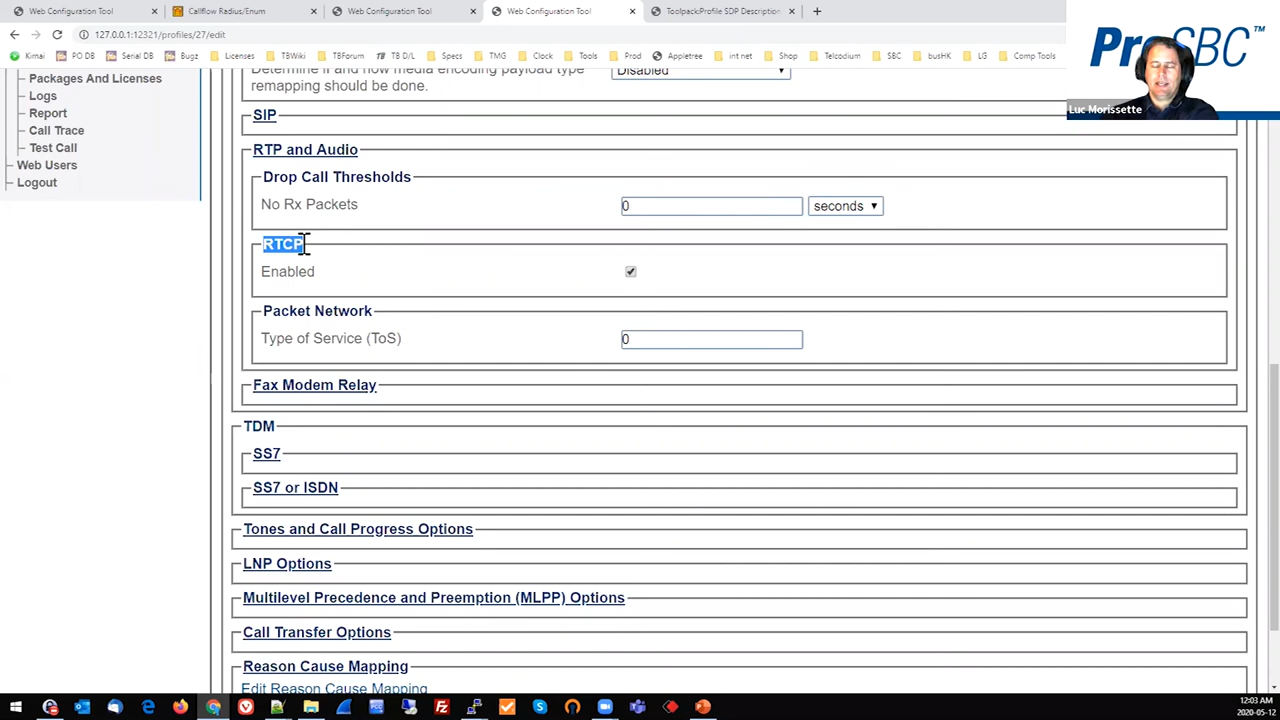 Web Configuration Tool × Callflow Radius/Enum × Web Configuration Tool × Web Configuration Tool × Toolpack:Profile SDP Description × +
127.0.0.1:12321/profiles/27/edit
Kimai PO DB Serial DB Bugz Licenses TBWiki TBForum TB D/L Specs TMG Clock Tools Prod Appletree int net Shop Telcodium SBC busHK LG Comp Tools
ProSBC™
Luc Morissette
Packages And Licenses
Logs
Report
Call Trace
Test Call
Web Users
Logout
Determine if and how media encoding payload type Disabled
remapping should be done.
SIP
RTP and Audio
Drop Call Thresholds
No Rx Packets 0 seconds
RTCP
Enabled
Packet Network
Type of Service (ToS) 0
Fax Modem Relay
TDM
SS7
SS7 or ISDN
Tones and Call Progress Options
LNP Options
Multilevel Precedence and Preemption (MLPP) Options
Call Transfer Options
Reason Cause Mapping
Edit Reason Cause Mapping
12:03 AM
2020-05-12